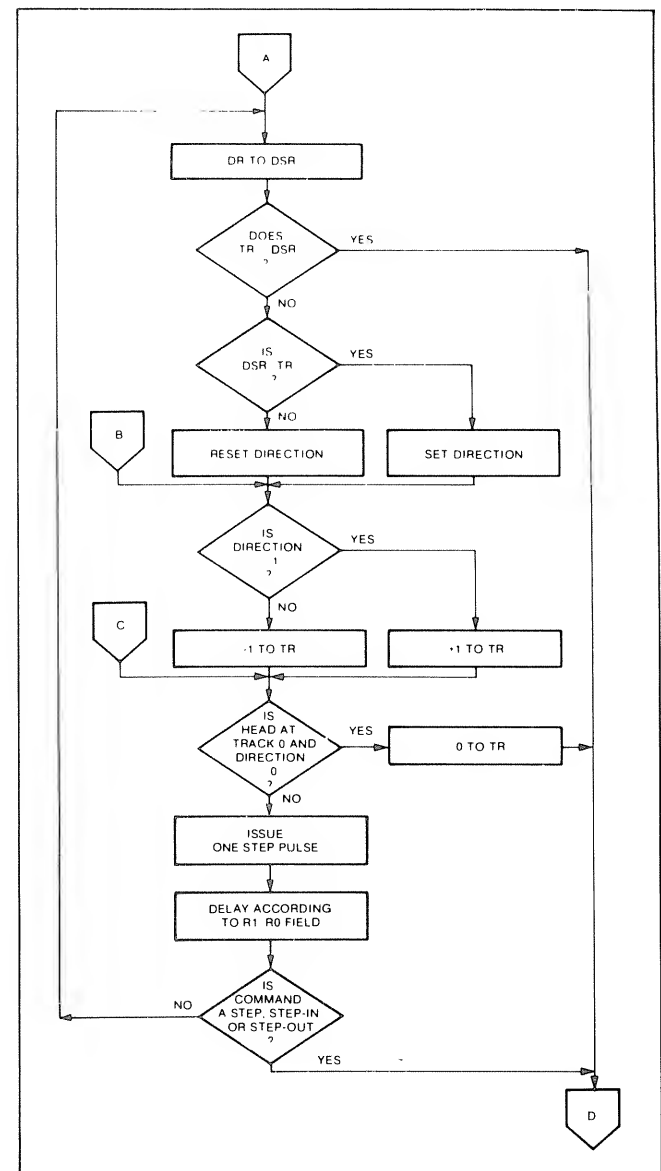 A
DR TO DSR
DOES
TR DSR
?
YES
NO
IS
DSR TR
?
YES
NO
B
RESET DIRECTION
SET DIRECTION
IS
DIRECTION
1
?
YES
NO
C
-1 TO TR
+1 TO TR
IS
HEAD AT
TRACK 0 AND
DIRECTION
0
?
YES
0 TO TR
NO
ISSUE
ONE STEP PULSE
DELAY ACCORDING
TO R1 R0 FIELD
IS
COMMAND
A STEP, STEP-IN
OR STEP-OUT
?
NO
YES
D